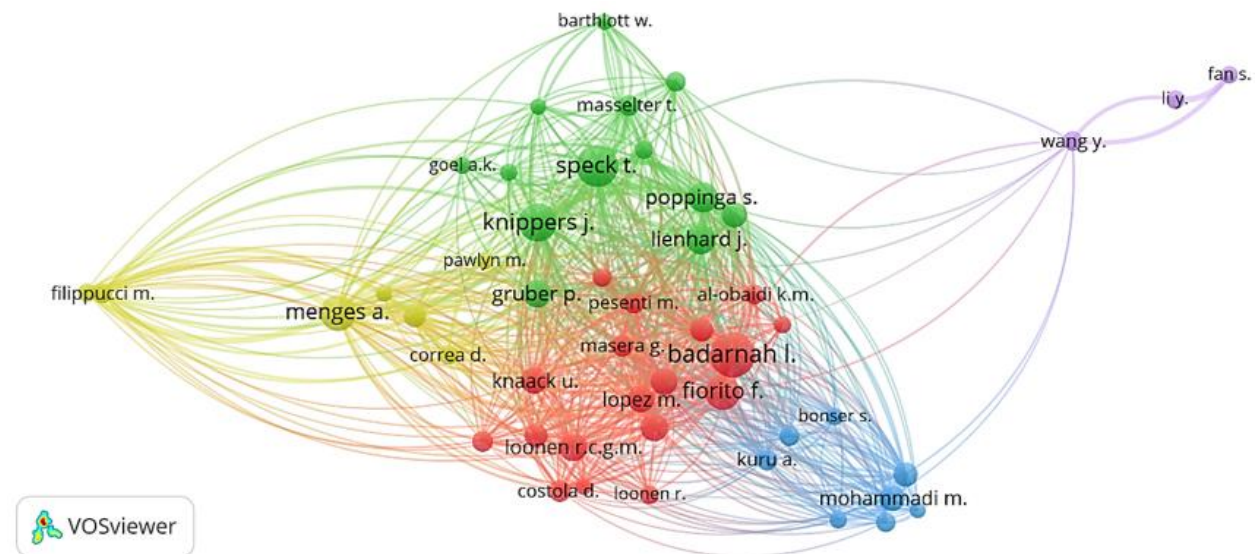 barthlott w.
fan s.
li y.
masselter t.
wang y.
goel a.k.
speck t.
poppinga s.
knippers j.
lienhard j.
pawlyn m.
filippucci m.
gruber p.
pesenti m.
al-obaidi k.m.
menges a.
masera g.
badarnah l.
correa d.
knaack u.
lopez m.
fiorito f.
bonser s.
loonen r.c.g.m.
kuru a.
costola d.
loonen r.
mohammadi m.
VOSviewer